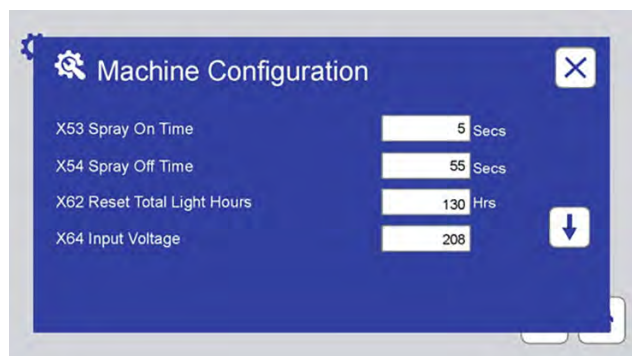 Machine Configuration
X53 Spray On Time 5 Secs
X54 Spray Off Time 55 Secs
X62 Reset Total Light Hours 130 Hrs
X64 Input Voltage 208